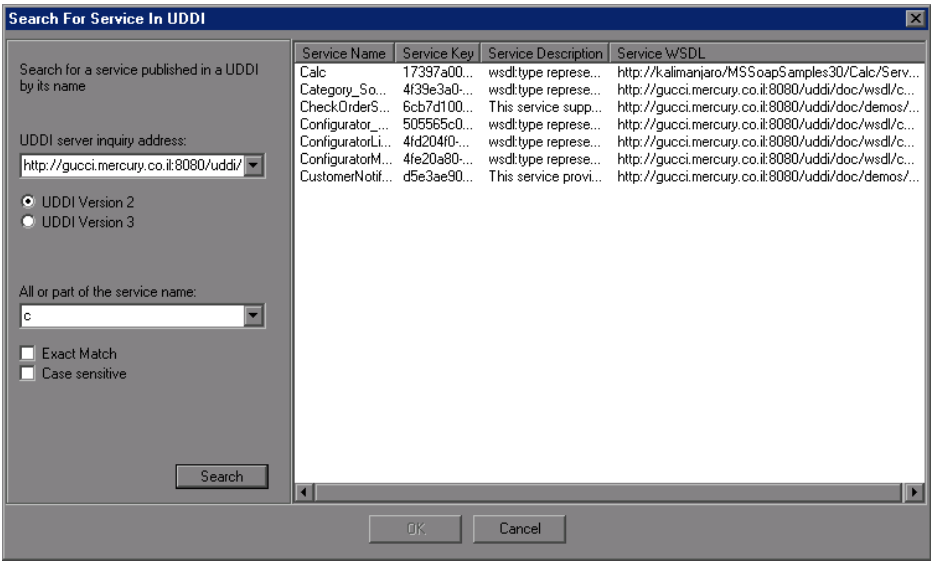 Search For Service In UDDI
Search for a service published in a UDDI
by its name
UDDI server inquiry address:
http://gucci.mercury.co.il:8080/uddi/
UDDI Version 2
UDDI Version 3
All or part of the service name:
c
Exact Match
Case sensitive
Search
Service Name Service Key Service Description Service WSDL
Calc 17397a00... wsdl:type represe... http://kalimanjaro/MSSoapSamples30/Calc/Serv...
Category_So... 4f39e3a0-... wsdl:type represe... http://gucci.mercury.co.il:8080/uddi/doc/wsdl/c...
CheckOrderS... 6cb7d100... This service supp... http://gucci.mercury.co.il:8080/uddi/doc/demos/...
Configurator_... 505565c0... wsdl:type represe... http://gucci.mercury.co.il:8080/uddi/doc/wsdl/c...
ConfiguratorLi... 4fd204f0-... wsdl:type represe... http://gucci.mercury.co.il:8080/uddi/doc/wsdl/c...
ConfiguratorM... 4fe20a80-... wsdl:type represe... http://gucci.mercury.co.il:8080/uddi/doc/wsdl/c...
CustomerNotif... d5e3ae90... This service provi... http://gucci.mercury.co.il:8080/uddi/doc/demos/...
OK Cancel